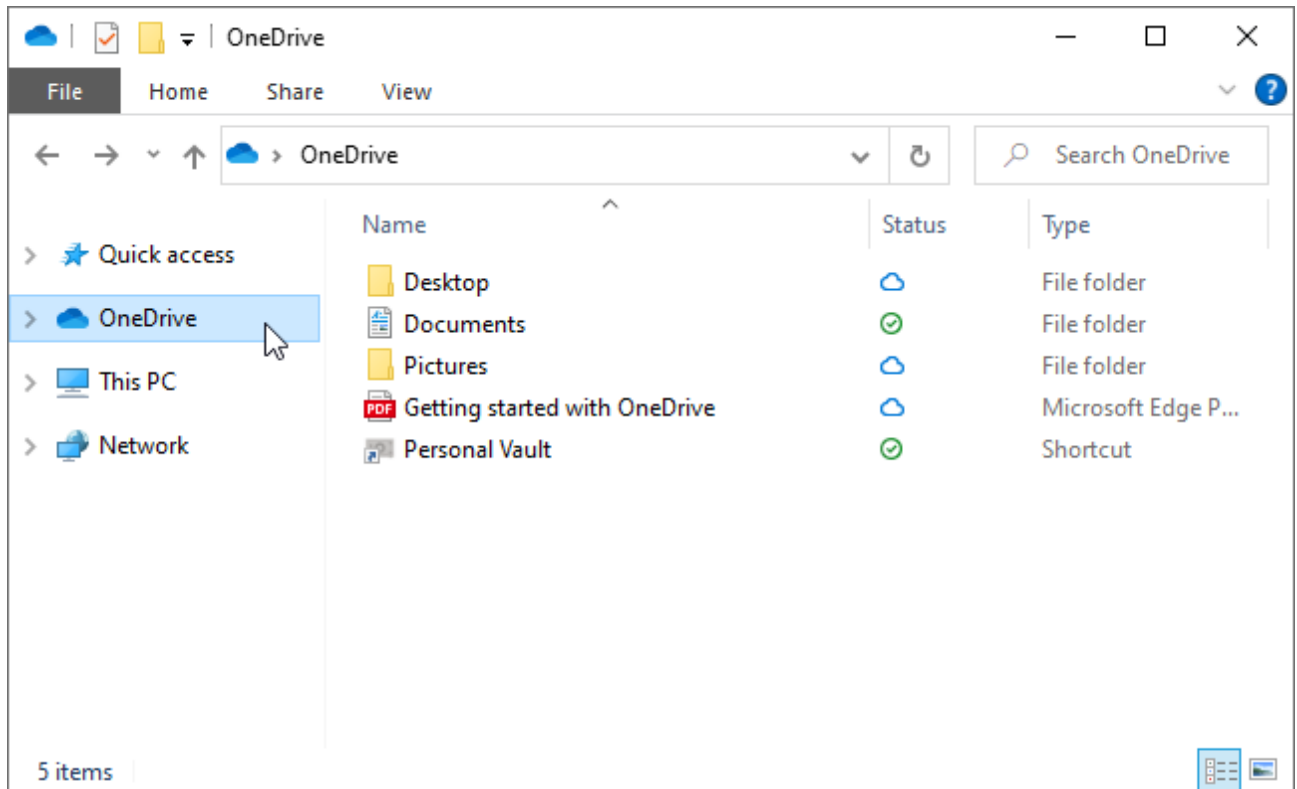 OneDrive
File Home Share View
OneDrive
Search OneDrive
Name Status Type
Quick access
OneDrive
This PC
Network
Desktop File folder
Documents File folder
Pictures File folder
PDF Getting started with OneDrive Microsoft Edge P...
Personal Vault Shortcut
5 items